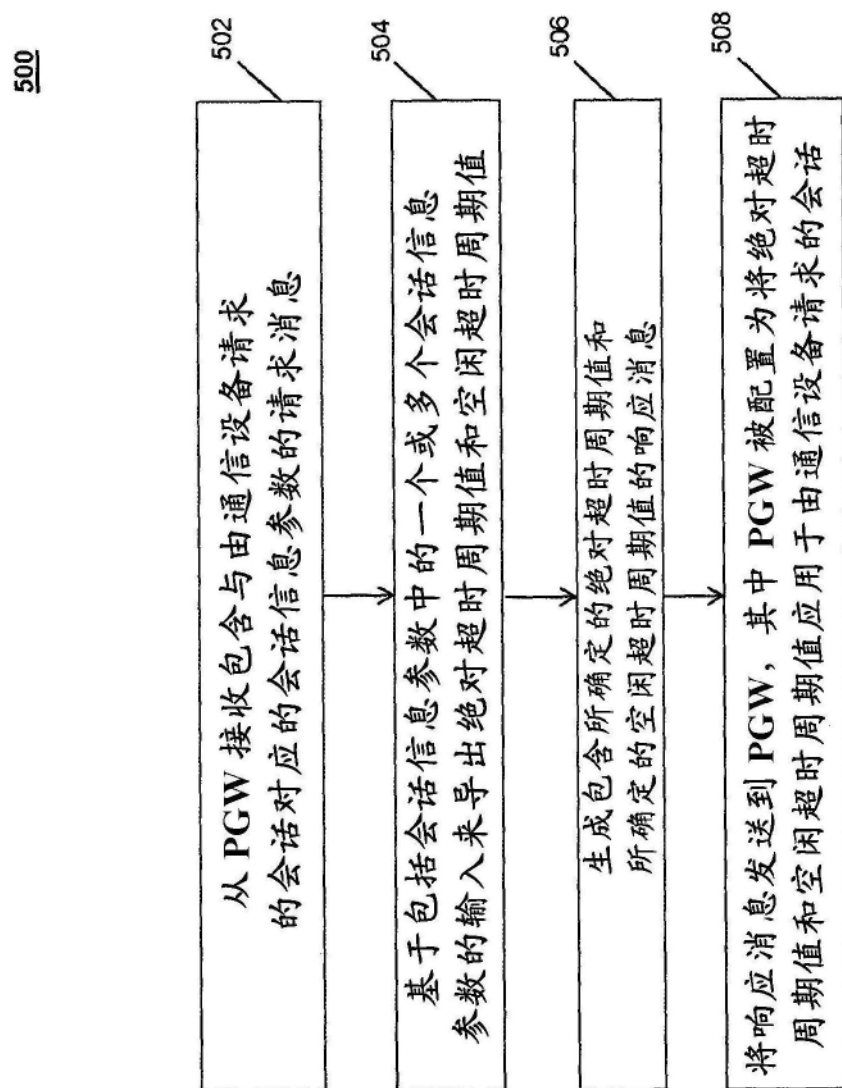 500
502
从 PGW 接收包含与由通信设备请求
的会话对应的会话信息参数的请求消息
504
基于包括会话信息参数中的一个或多个会话信息
参数的输入来导出绝对超时周期值和空闲超时周期值
506
生成包含所确定的绝对超时周期值和
所确定的空闲超时周期值的响应消息
508
将响应消息发送到 PGW，其中 PGW 被配置为将绝对超时
周期值和空闲超时周期值应用于由通信设备请求的会话